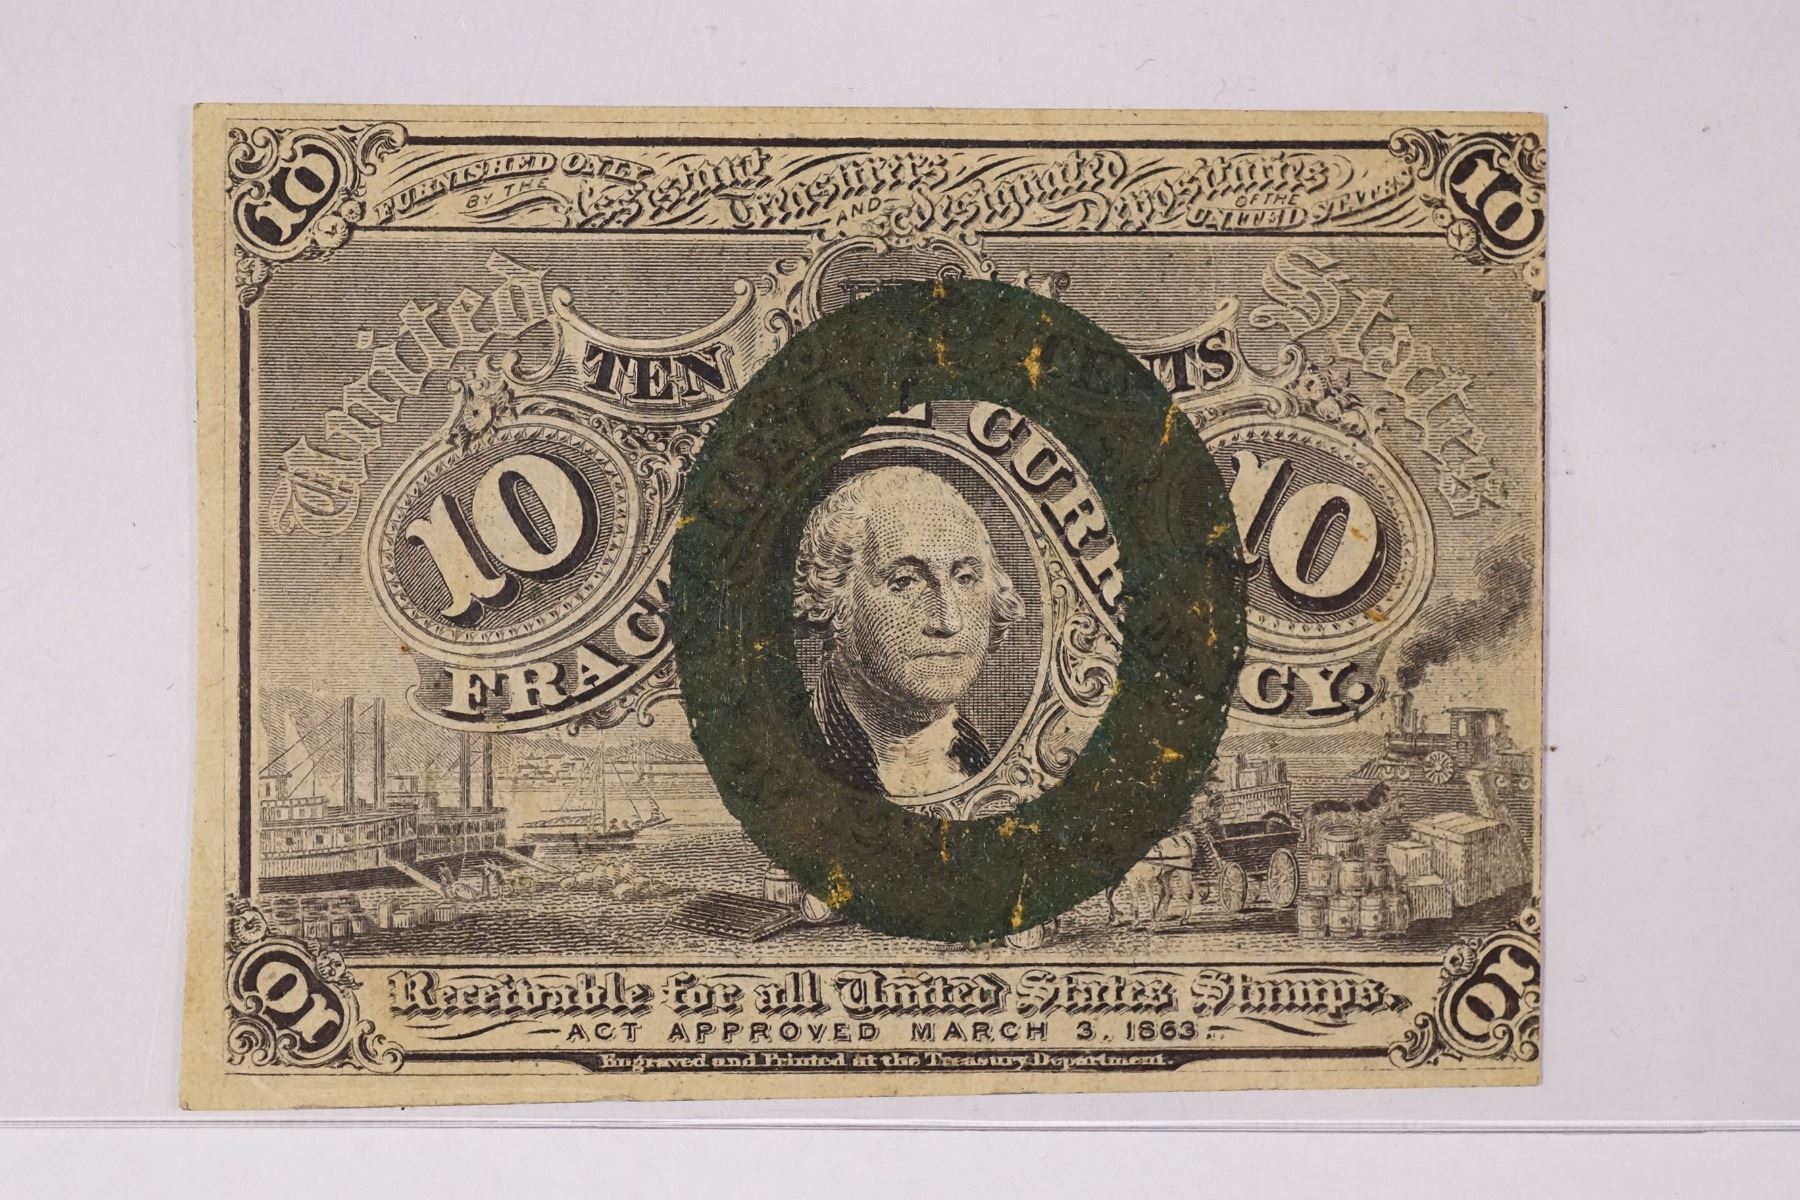 10 FURNISHED ONLY BY THE Assistant Treasurers AND designated Depositaries OF THE UNITED STATES 10
United States
TEN CENTS
10 10
FRACTIONAL CURRENCY.
Receivable for all United States Stamps.
10 ACT APPROVED MARCH 3, 1863. 10
Engraved and Printed at the Treasury Department.